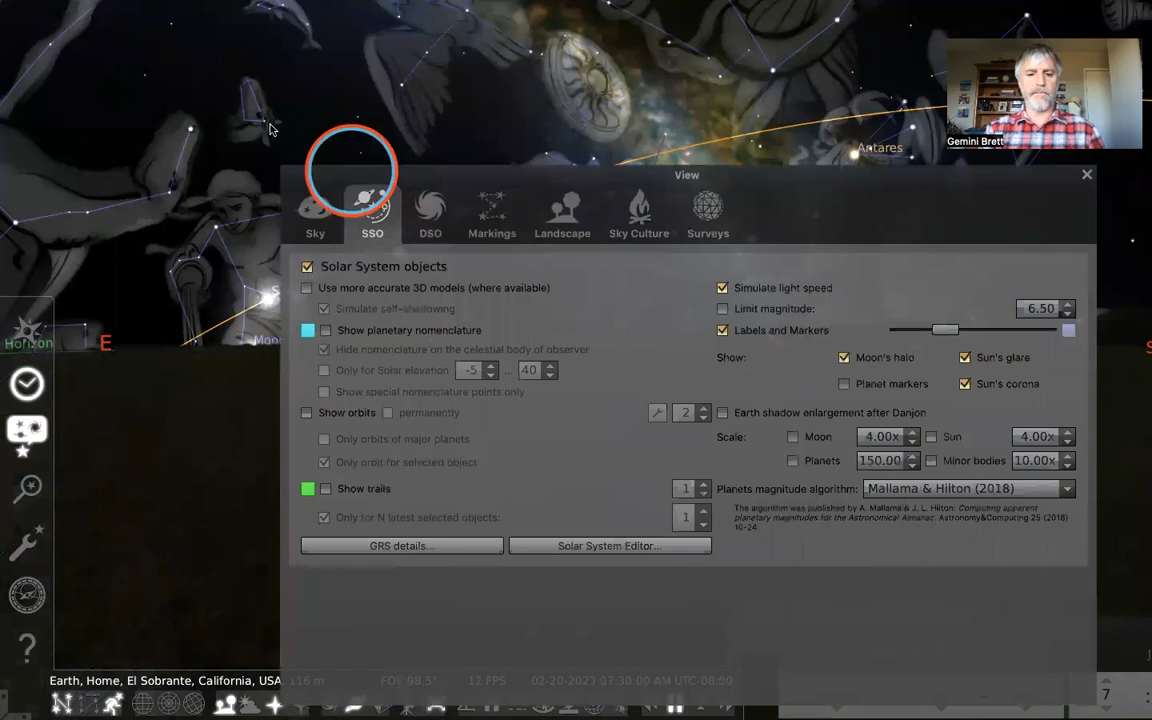 Antares
Gemini Brett
View
Sky
SSO
DSO
Markings
Landscape
Sky Culture
Surveys
Solar System objects
Use more accurate 3D models (where available)
Simulate self-shadowing
Show planetary nomenclature
Hide nomenclature on the celestial body of observer
Only for Solar elevation -5 ... 40
Show special nomenclature points only
Show orbits permanently 2
Only orbits of major planets
Only orbit for selected object
Show trails 1
Only for N latest selected objects: 1
GRS details...
Solar System Editor...
Simulate light speed
Limit magnitude: 6.50
Labels and Markers
Show: Moon's halo Sun's glare
Planet markers Sun's corona
Earth shadow enlargement after Danjon
Scale: Moon 4.00x Sun 4.00x
Planets 150.00 Minor bodies 10.00x
Planets magnitude algorithm: Mallama & Hilton (2018)
The algorithm was published by A. Mallama & J. L. Hilton: Computing apparent
planetary magnitudes for the Astronomical Almanac. Astronomy&Computing 25 (2018)
10-24
Horizon
E
Earth, Home, El Sobrante, California, USA, 116 m FOV 98.5° 12 FPS 02-20-2023 07:30:00 AM UTC-08:00
7